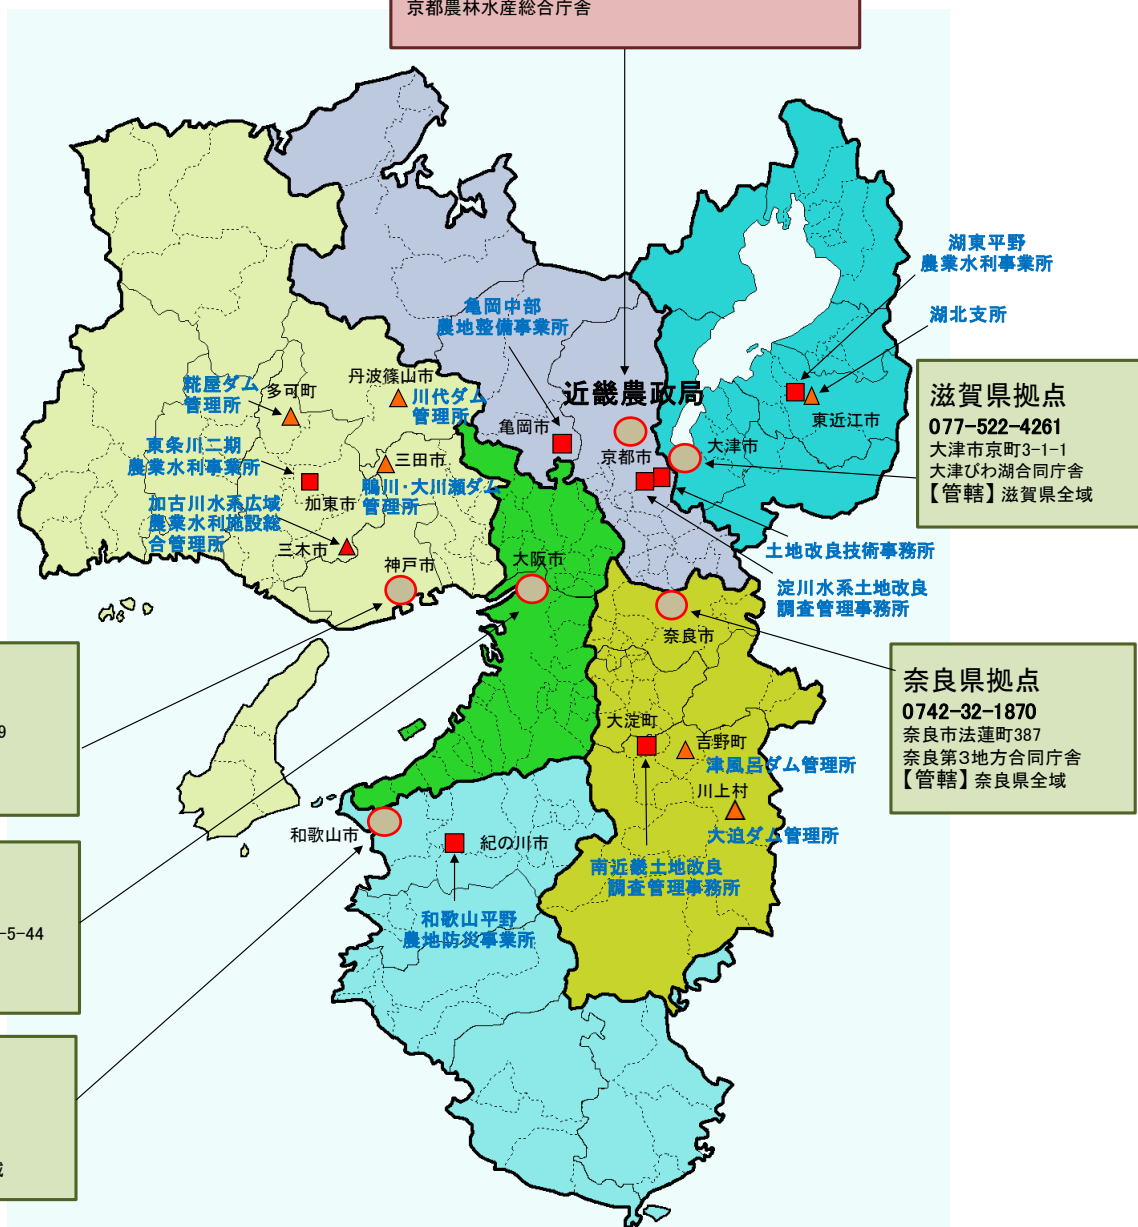 京都農林水産総合庁舎
湖東平野
農業水利事業所
湖北支所
亀岡中部
農地整備事業所
近畿農政局
丹波篠山市
川代ダム
管理所
糀屋ダム
管理所
多可町
亀岡市
京都市
大津市
東近江市
滋賀県拠点
077-522-4261
大津市京町3-1-1
大津びわ湖合同庁舎
【管轄】滋賀県全域
東条川二期
農業水利事業所
三田市
鴨川・大川瀬ダム
管理所
加東市
加古川水系広域
農業水利施設総
合管理所
三木市
神戸市
大阪市
土地改良技術事務所
淀川水系土地改良
調査管理事務所
奈良市
奈良県拠点
0742-32-1870
奈良市法蓮町387
奈良第3地方合同庁舎
【管轄】奈良県全域
9
大淀町
吉野町
津風呂ダム管理所
川上村
大迫ダム管理所
和歌山市
紀の川市
南近畿土地改良
調査管理事務所
和歌山平野
農地防災事業所
-5-44